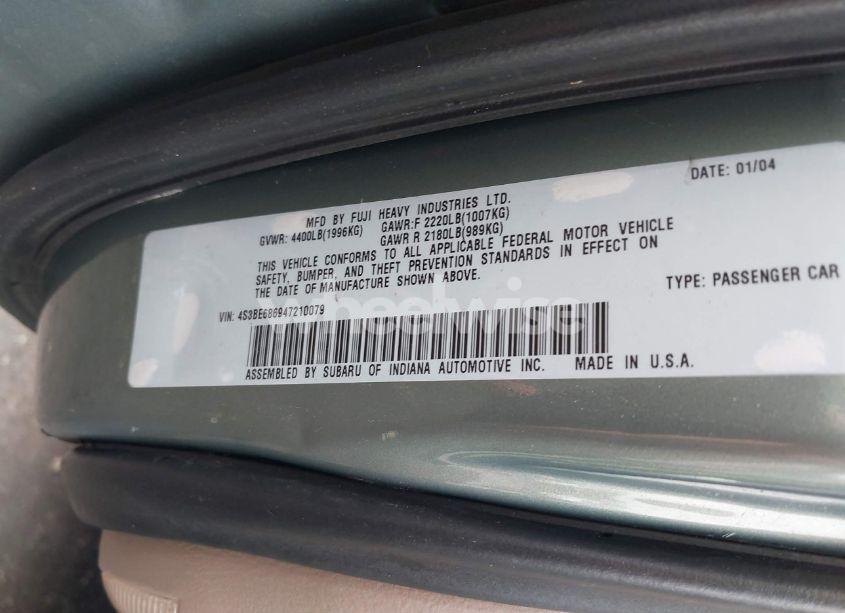 DATE: 01/04
MFD BY FUJI HEAVY INDUSTRIES LTD.
GVWR: 4400LB(1996KG) GAWR:F 2220LB(1007KG)
GAWR R 2180LB(989KG)
THIS VEHICLE CONFORMS TO ALL APPLICABLE FEDERAL MOTOR VEHICLE
SAFETY, BUMPER, AND THEFT PREVENTION STANDARDS IN EFFECT ON
THE DATE OF MANUFACTURE SHOWN ABOVE.
TYPE: PASSENGER CAR
VIN: 4S3BE686947210079
wheelwise
ASSEMBLED BY SUBARU OF INDIANA AUTOMOTIVE INC. MADE IN U.S.A.